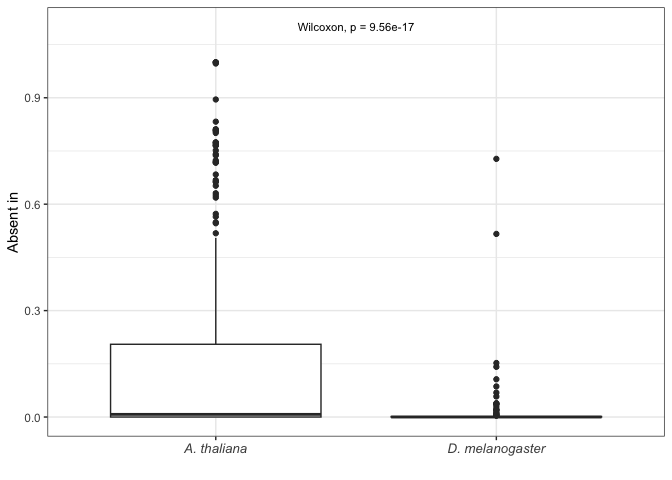 Wilcoxon, p = 9.56e-17
Absent in
0.9
0.6
0.3
0.0
A. thaliana
D. melanogaster